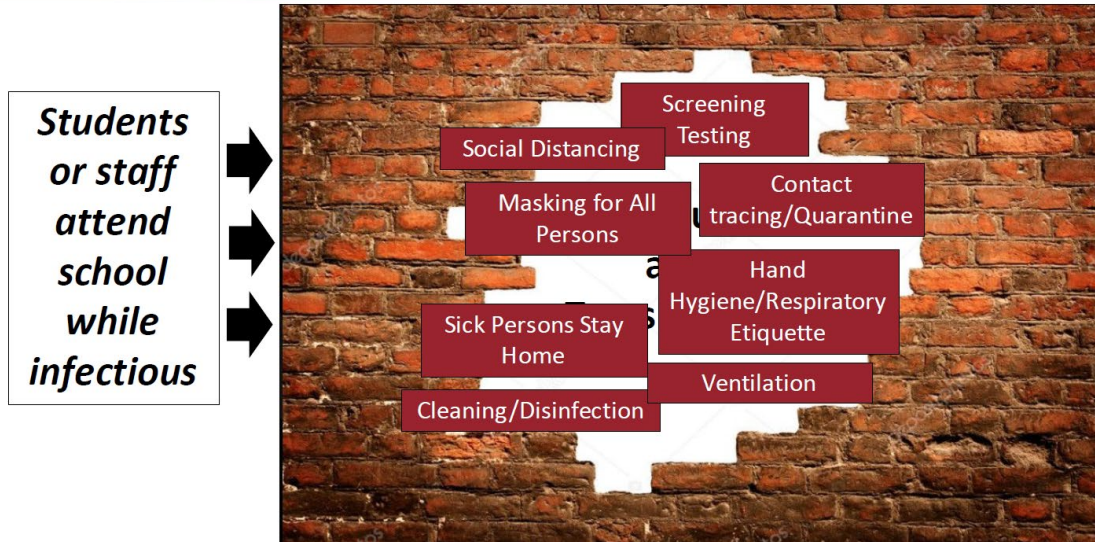 Students
or staff
attend
school
while
infectious
Screening
Testing
Social Distancing
Contact
tracing/Quarantine
Masking for All
Persons
Hand
Hygiene/Respiratory
Etiquette
Sick Persons Stay
Home
Ventilation
Cleaning/Disinfection